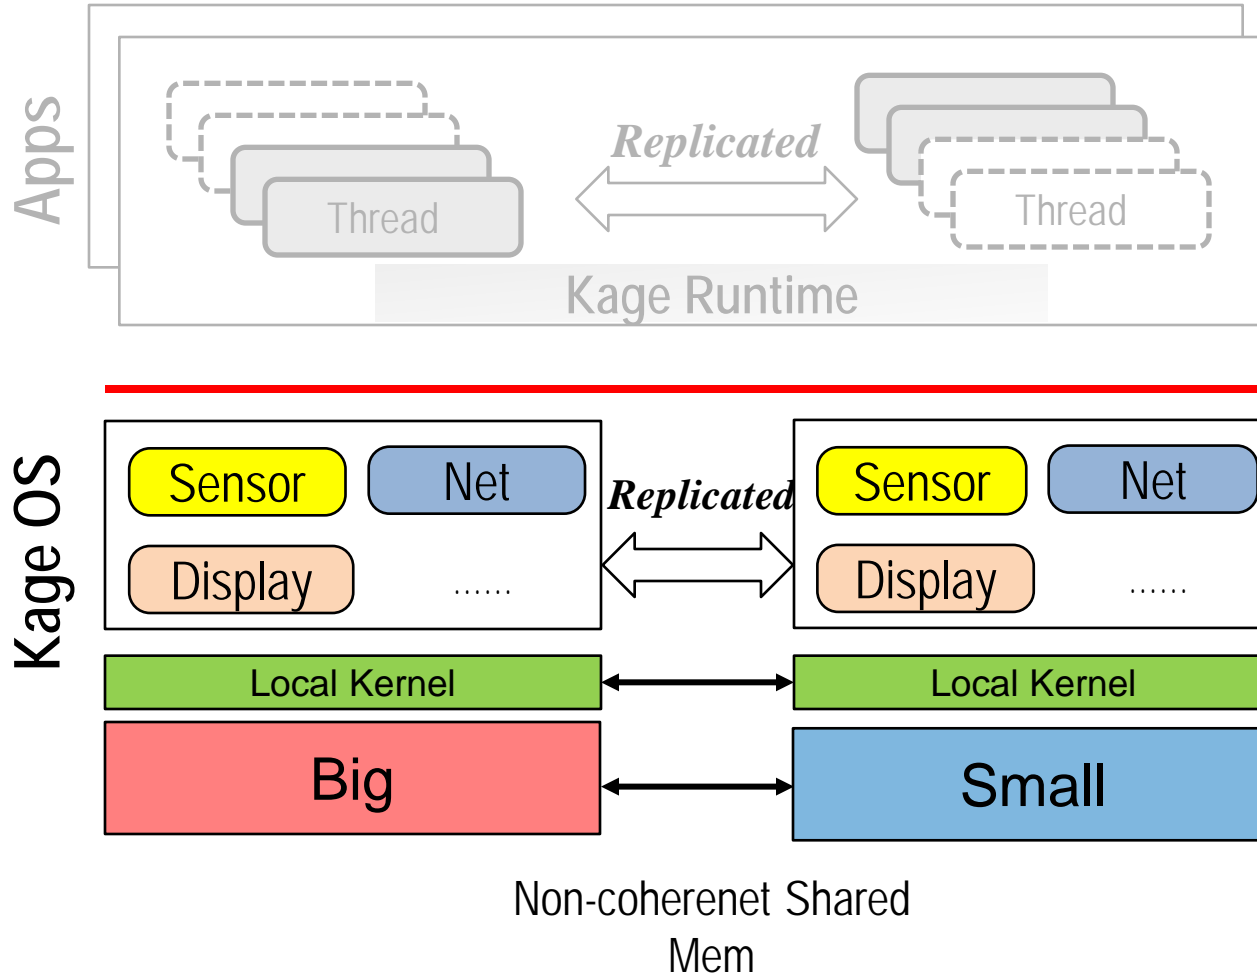 Apps
Replicated
Thread
Thread
Kage Runtime
Kage OS
Sensor
Net
Replicated
Sensor
Net
Display
......
Display
......
Local Kernel
Local Kernel
Big
Small
Non-coherenet Shared
Mem